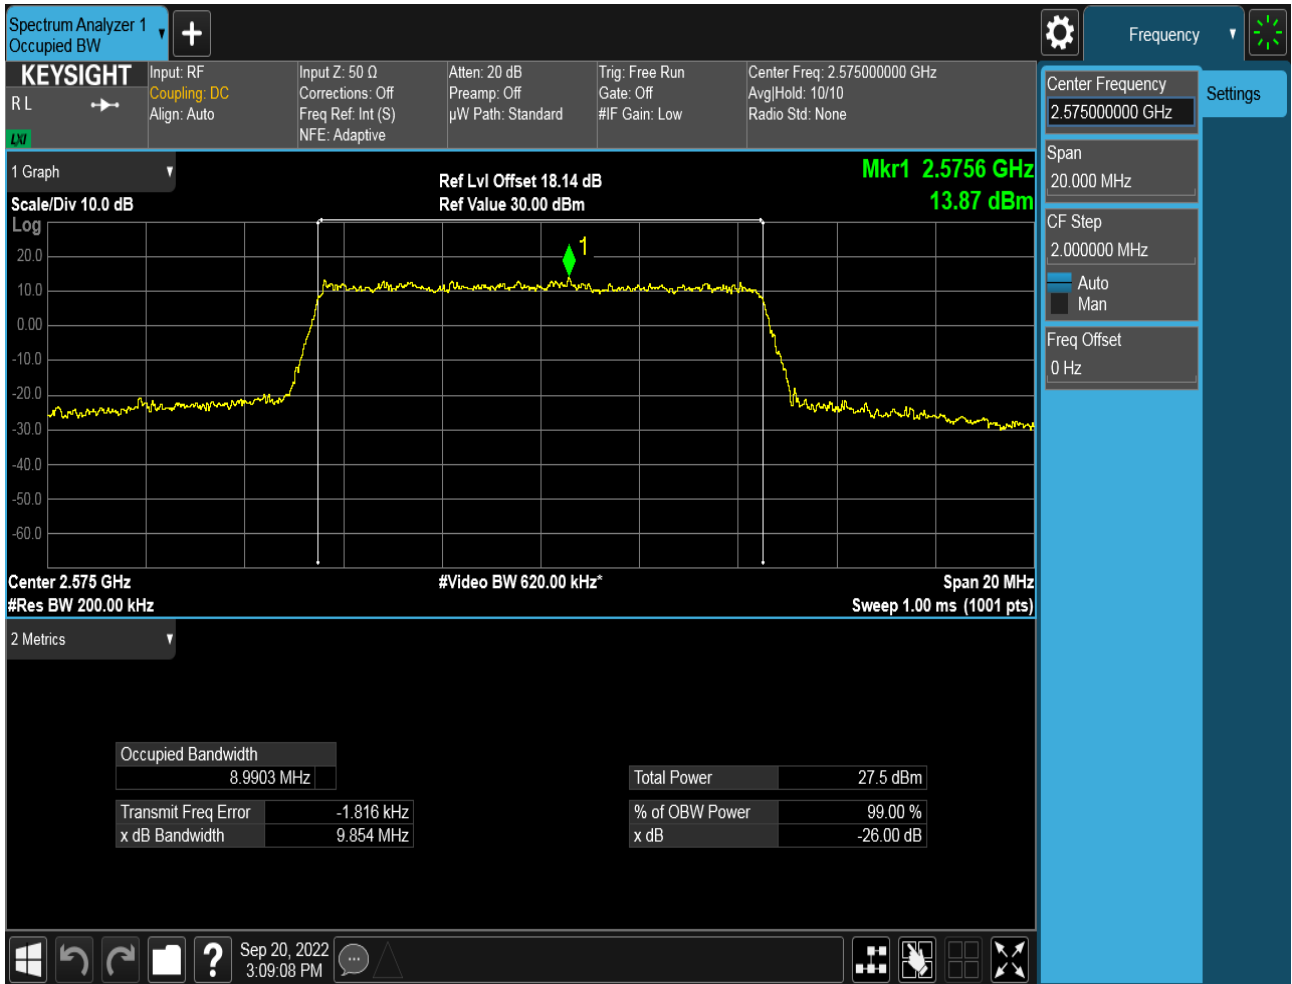 Spectrum Analyzer 1
Occupied BW
Frequency
KEYSIGHT
R L
LXI
Input: RF
Coupling: DC
Align: Auto
Input Z: 50 Ω
Corrections: Off
Freq Ref: Int (S)
NFE: Adaptive
Atten: 20 dB
Preamp: Off
µW Path: Standard
Trig: Free Run
Gate: Off
#IF Gain: Low
Center Freq: 2.575000000 GHz
Avg|Hold: 10/10
Radio Std: None
Center Frequency
2.575000000 GHz
Settings
Span
20.000 MHz
CF Step
2.000000 MHz
Auto
Man
Freq Offset
0 Hz
1 Graph
Scale/Div 10.0 dB
Ref Lvl Offset 18.14 dB
Ref Value 30.00 dBm
Mkr1 2.5756 GHz
13.87 dBm
Log
20.0
10.0
0.00
-10.0
-20.0
-30.0
-40.0
-50.0
-60.0
1
Center 2.575 GHz
#Res BW 200.00 kHz
#Video BW 620.00 kHz*
Span 20 MHz
Sweep 1.00 ms (1001 pts)
2 Metrics
Occupied Bandwidth
8.9903 MHz
Transmit Freq Error -1.816 kHz
x dB Bandwidth 9.854 MHz
Total Power 27.5 dBm
% of OBW Power 99.00 %
x dB -26.00 dB
?
Sep 20, 2022
3:09:08 PM